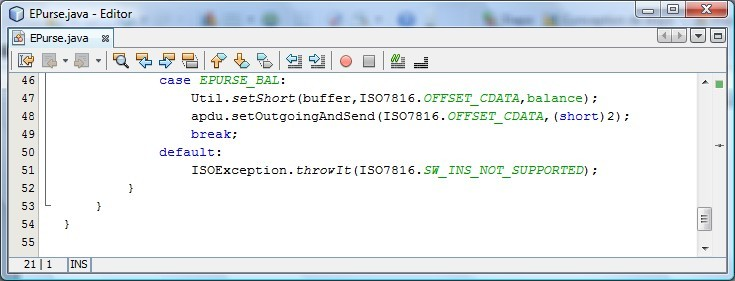 EPurse.java - Editor
EPurse.java
46 case EPURSE_BAL:
47 Util.setShort(buffer,ISO7816.OFFSET_CDATA,balance);
48 apdu.setOutgoingAndSend(ISO7816.OFFSET_CDATA,(short)2);
49 break;
50 default:
51 ISOException.throwIt(ISO7816.SW_INS_NOT_SUPPORTED);
52 }
53 }
54 }
55
21 | 1 INS